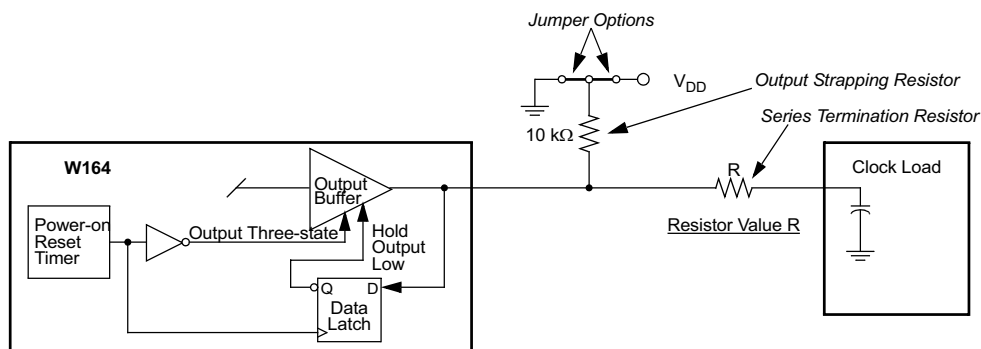 Jumper Options
V_DD
Output Strapping Resistor
10 kΩ
Series Termination Resistor
W164
Output
Buffer
R
Clock Load
Power-on
Reset
Timer
Output Three-state
Hold
Output
Low
Resistor Value R
Q
D
Data
Latch